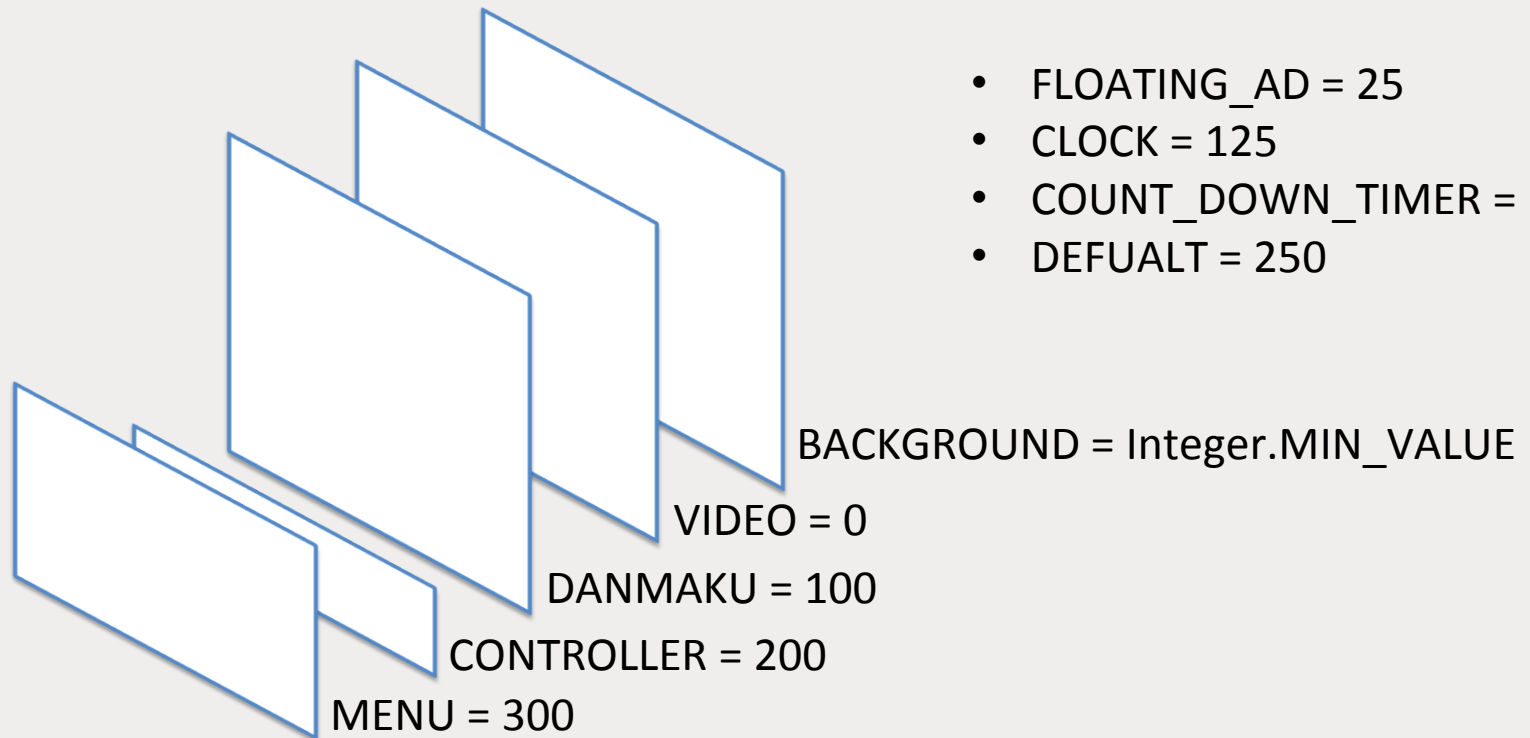 • FLOATING_AD = 25
• CLOCK = 125
• COUNT_DOWN_TIMER =
• DEFUALT = 250
BACKGROUND = Integer.MIN_VALUE
VIDEO = 0
DANMAKU = 100
CONTROLLER = 200
MENU = 300